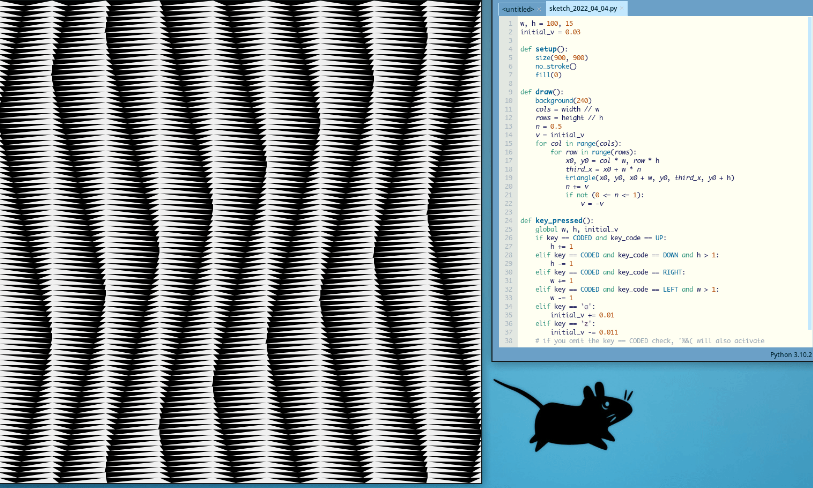 <untitled> × sketch_2022_04_04.py
1 w, h = 100, 15
2 initial_v = 0.03
3
4 def setup():
5 size(900, 900)
6 no_stroke()
7 fill(0)
8
9 def draw():
10 background(240)
11 cols = width // w
12 rows = height // h
13 n = 0.5
14 v = initial_v
15 for col in range(cols):
16 for row in range(rows):
17 x0, y0 = col * w, row * h
18 third_x = x0 + w * n
19 triangle(x0, y0, x0 + w, y0, third_x, y0 + h)
20 n += v
21 if not (0 <= n <= 1):
22 v = -v
23
24 def key_pressed():
25 global w, h, initial_v
26 if key == CODED and key_code == UP:
27 h += 1
28 elif key == CODED and key_code == DOWN and h > 1:
29 h -= 1
30 elif key == CODED and key_code == RIGHT:
31 w += 1
32 elif key == CODED and key_code == LEFT and w > 1:
33 w -= 1
34 elif key == 'a':
35 initial_v += 0.01
36 elif key == 'z':
37 initial_v -= 0.011
38 # if you omit the key == CODED check, '%&( will also activate
Python 3.10.2